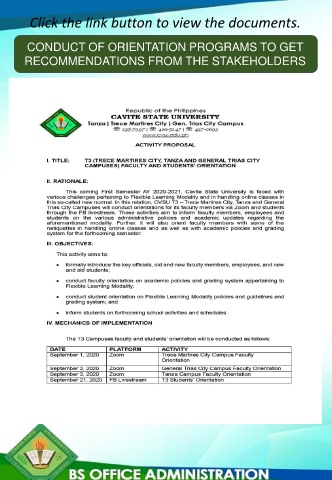 Click the link button to view the documents.
CONDUCT OF ORIENTATION PROGRAMS TO GET
RECOMMENDATIONS FROM THE STAKEHOLDERS
Republic of the Philippines
CAVITE STATE UNIVERSITY
Tanza | Trece Martires City | Gen. Trias City Campus
www.cvsu.edu.ph
ACTIVITY PROPOSAL
I. TITLE: T3 (TRECE MARTIRES CITY, TANZA AND GENERAL TRIAS CITY
CAMPUSES) FACULTY AND STUDENTS' ORIENTATION
II. RATIONALE:
This coming First Semester AY 2020-2021, Cavite State University is faced with
various challenges pertaining to Flexible Learning Modality and in handling online classes in
this so-called new normal. In this relation, CVSU T3 – Trece Martires City, Tanza and General
Trias City Campuses will conduct orientations for its faculty members via Zoom and students
through the FB livestream. These activities aim to inform faculty members, employees and
students on the various administrative policies and academic updates regarding the
aforementioned modality. Further, it will also orient faculty members with some of the
netiquettes in handling online classes and as well as with academic policies and grading
system for the forthcoming semester.
III. OBJECTIVES:
This activity aims to:
• formally introduce the key officials, old and new faculty members, employees, and new
and old students;
• conduct faculty orientation on academic policies and grading system appertaining to
Flexible Learning Modality;
• conduct student orientation on Flexible Learning Modality policies and guidelines and
grading system; and
• inform students on forthcoming school activities and schedules.
IV. MECHANICS OF IMPLEMENTATION
The T3 Campuses faculty and students' orientation will be conducted as follows:
DATE PLATFORM ACTIVITY
September 1, 2020 Zoom Trece Martires City Campus Faculty
Orientation
September 2, 2020 Zoom General Trias City Campus Faculty Orientation
September 3, 2020 Zoom Tanza Campus Faculty Orientation
September 21, 2020 FB Livestream T3 Students' Orientation
BS OFFICE ADMINISTRATION